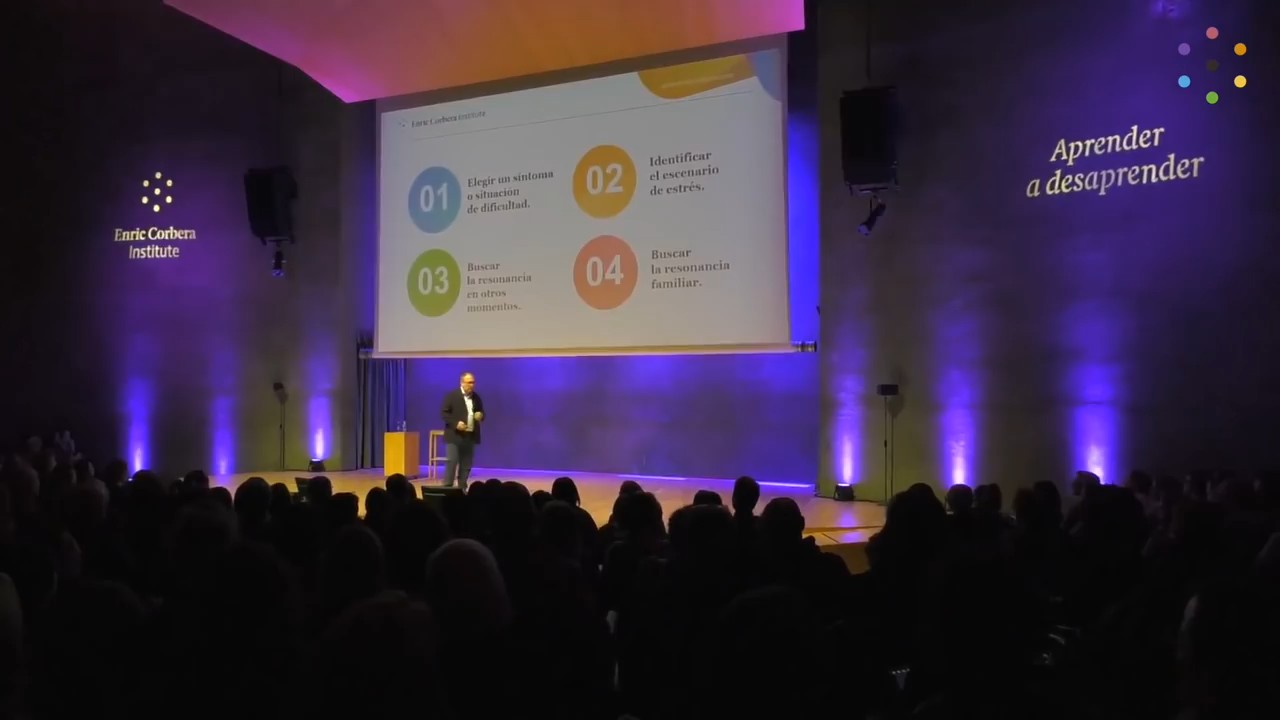 Enric Corbera Institute
01
Elegir un síntoma
o situación
de dificultad.
02
Identificar
el escenario
de estrés.
03
Buscar
la resonancia
en otros
momentos.
04
Buscar
la resonancia
familiar.
Enric Corbera
Institute
Aprender
a desaprender